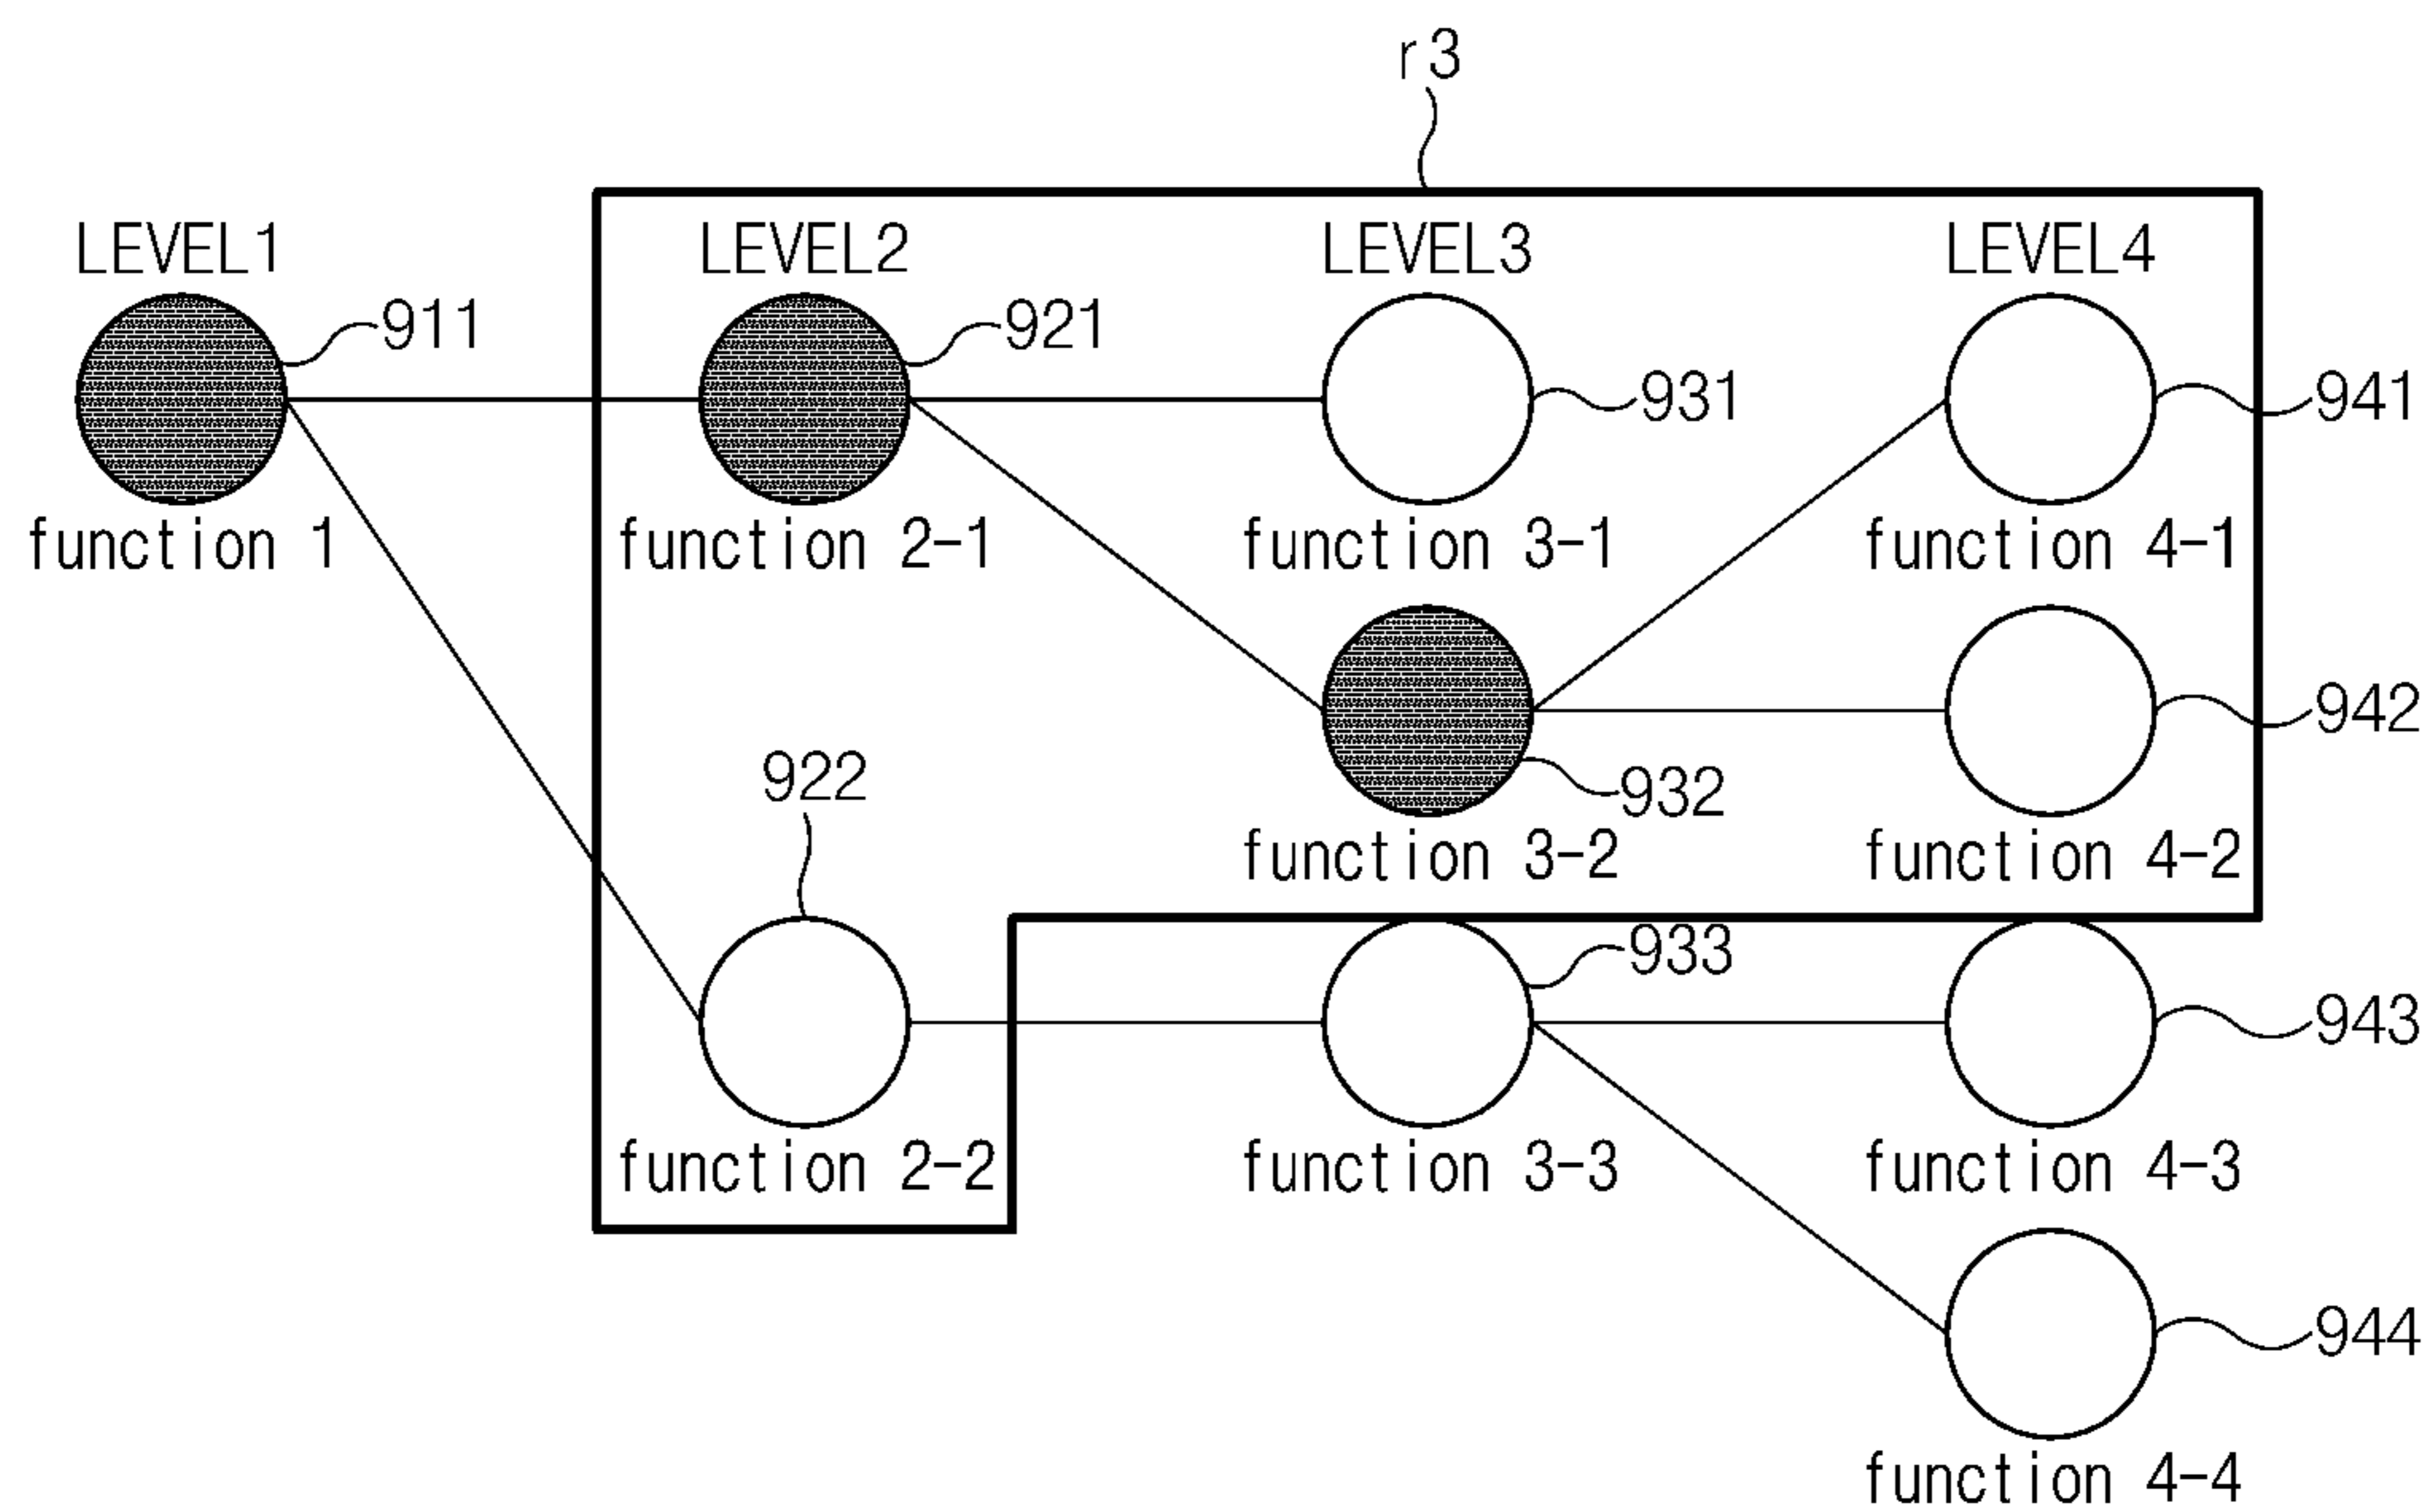 r3
LEVEL1 LEVEL2 LEVEL3 LEVEL4
911 921
931 941
function 1 function 2-1 function 3-1 function 4-1
942
922 932
function 3-2 function 4-2
933
943
function 2-2 function 3-3 function 4-3
944
function 4-4